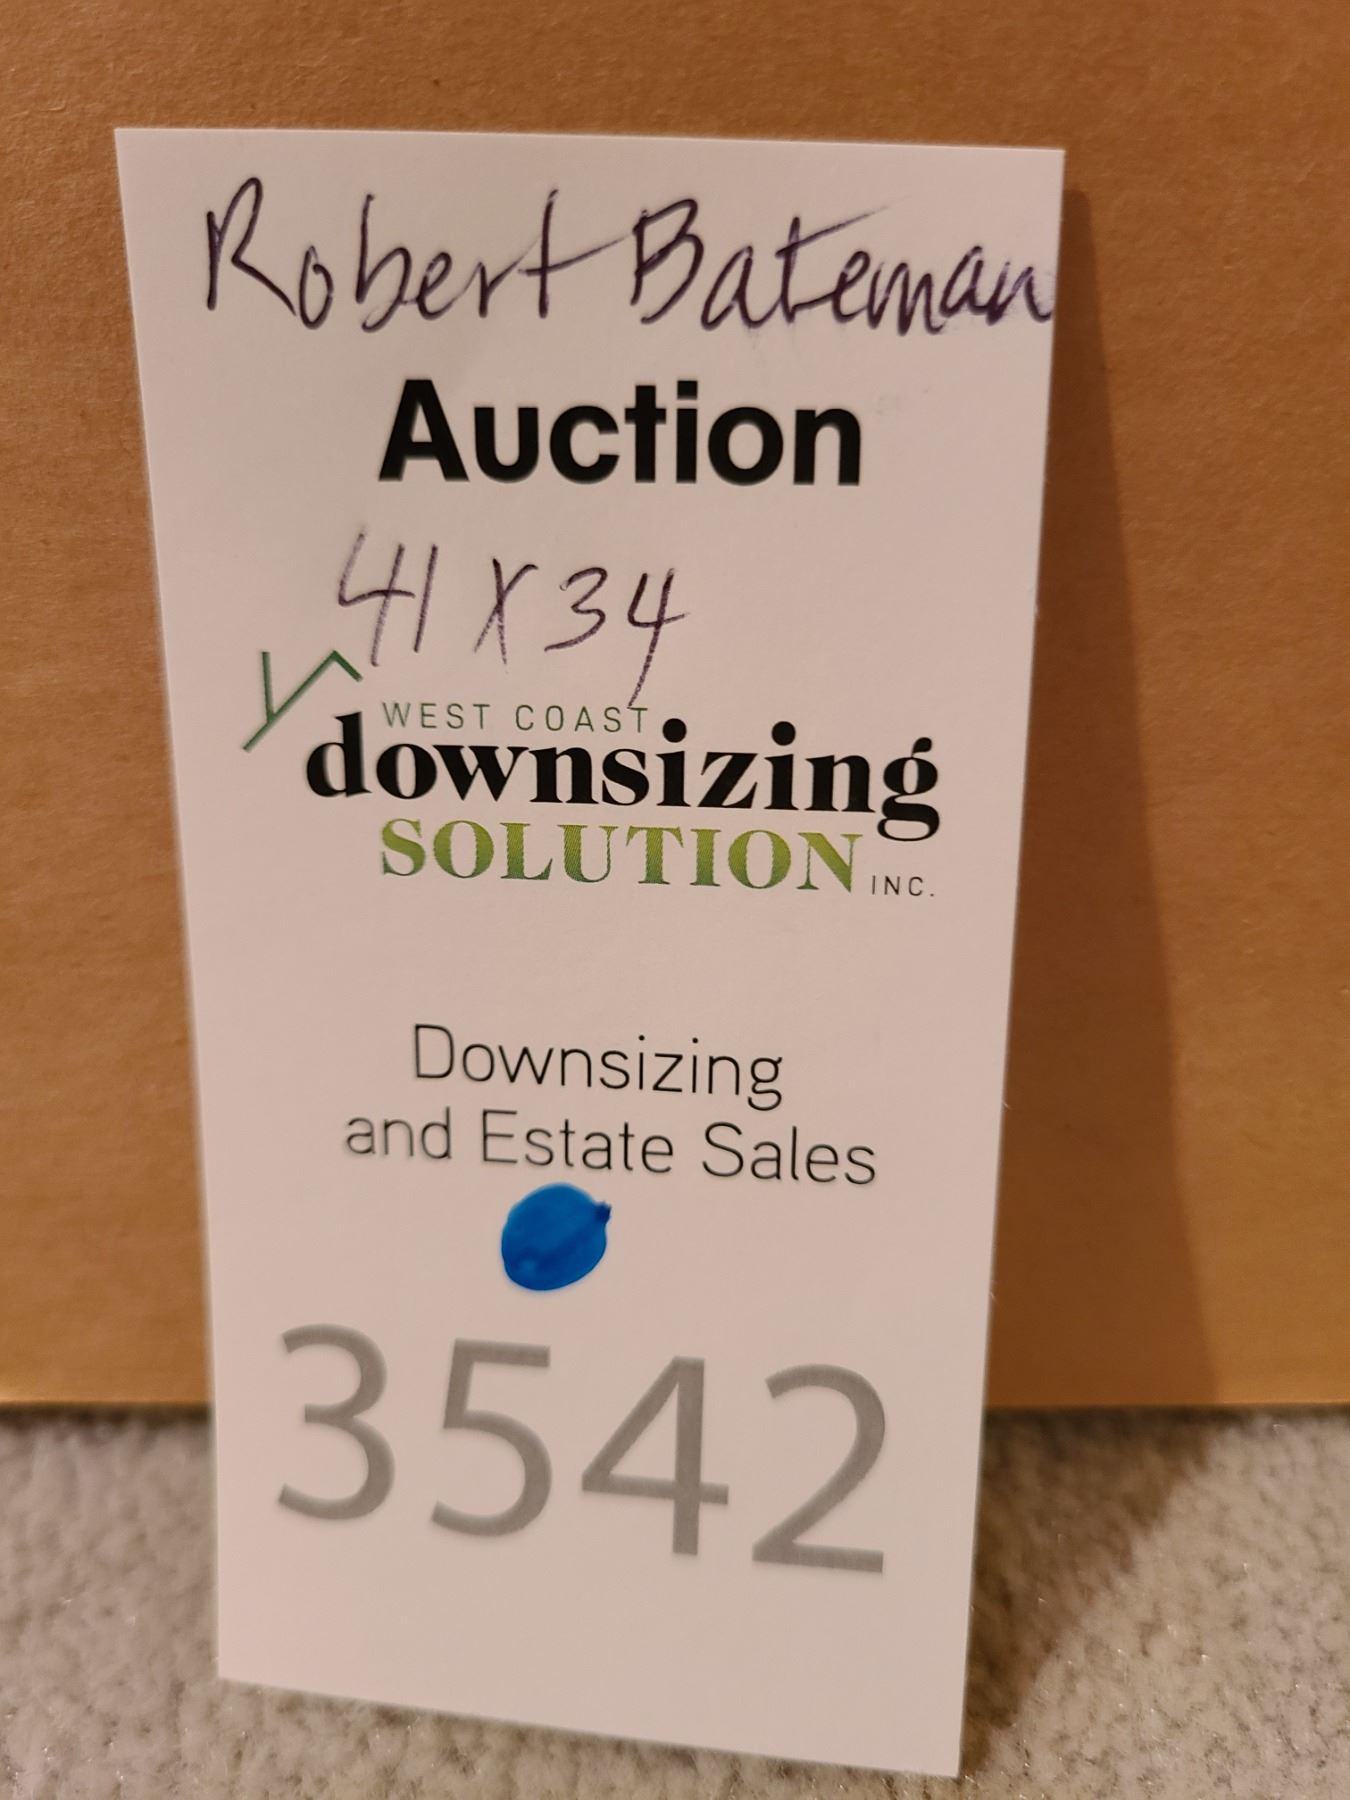 Robert Bateman
Auction
41 X 34
WEST COAST
downsizing
SOLUTION INC.
Downsizing
and Estate Sales
3542